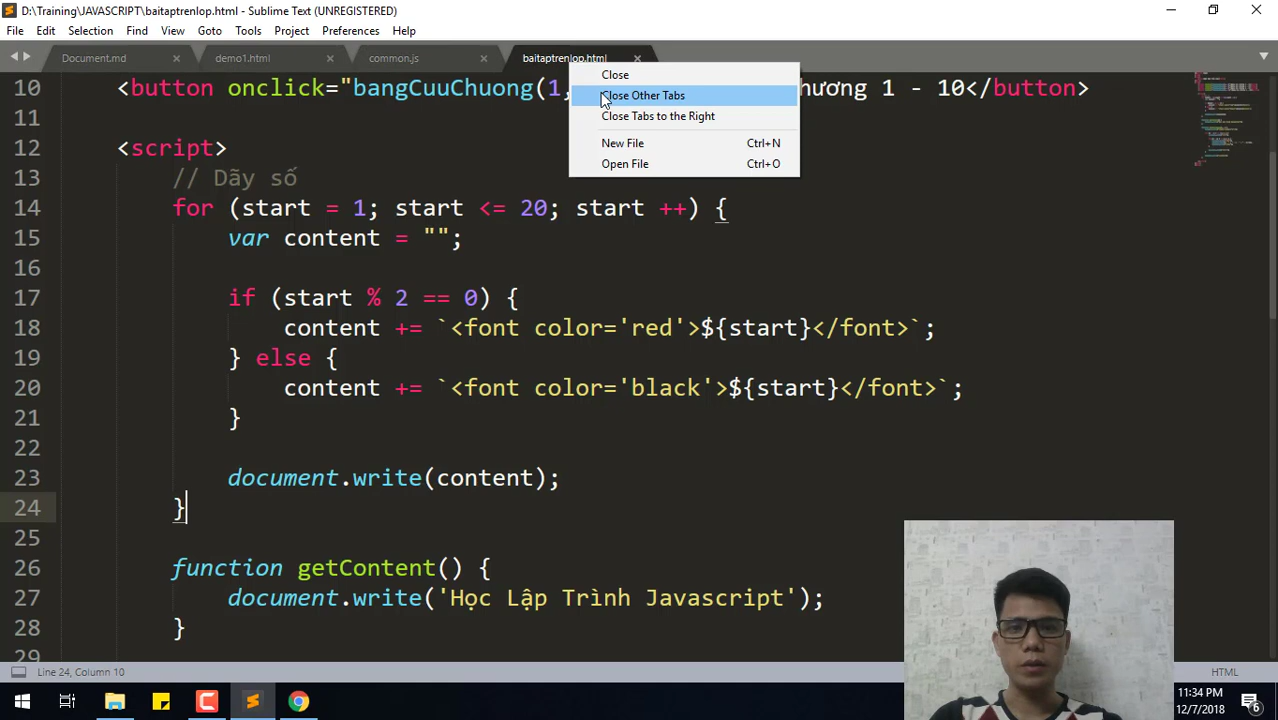 D:\Training\JAVASCRIPT\baitaptrenlop.html - Sublime Text (UNREGISTERED)
File Edit Selection Find View Goto Tools Project Preferences Help
Document.md demo1.html common.js baitaptrenlop.html
Close
Close Other Tabs
Close Tabs to the Right
New File Ctrl+N
Open File Ctrl+O
10 <button onclick="bangCuuChuong(1, hương 1 - 10</button>
11
12 <script>
13 // Dãy số
14 for (start = 1; start <= 20; start ++) {
15 var content = "";
16
17 if (start % 2 == 0) {
18 content += `<font color='red'>${start}</font>`;
19 } else {
20 content += `<font color='black'>${start}</font>`;
21 }
22
23 document.write(content);
24 }
25
26 function getContent() {
27 document.write('Học Lập Trình Javascript');
28 }
29
Line 24, Column 10
HTML
11:34 PM
12/7/2018
6